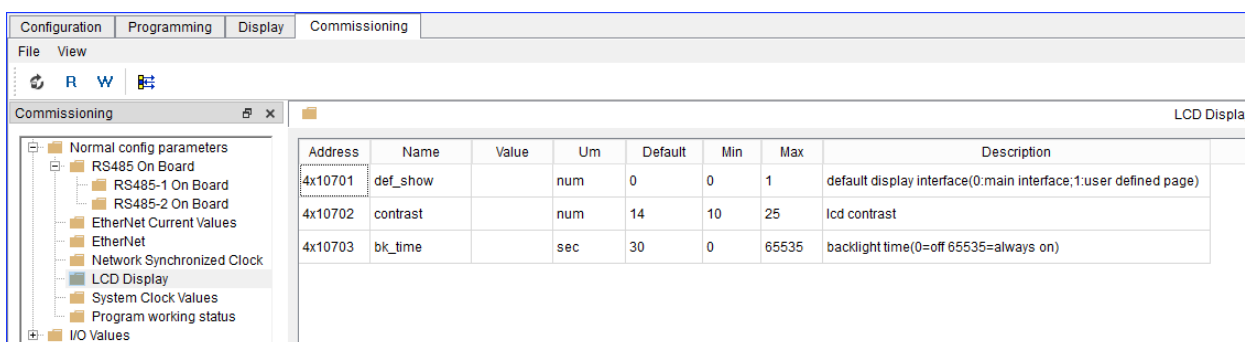 Configuration Programming Display Commissioning
File View
R W
Commissioning
LCD Displa
Normal config parameters
RS485 On Board
RS485-1 On Board
RS485-2 On Board
EtherNet Current Values
EtherNet
Network Synchronized Clock
LCD Display
System Clock Values
Program working status
I/O Values
Address Name Value Um Default Min Max Description
4x10701 def_show num 0 0 1 default display interface(0:main interface;1:user defined page)
4x10702 contrast num 14 10 25 lcd contrast
4x10703 bk_time sec 30 0 65535 backlight time(0=off 65535=always on)